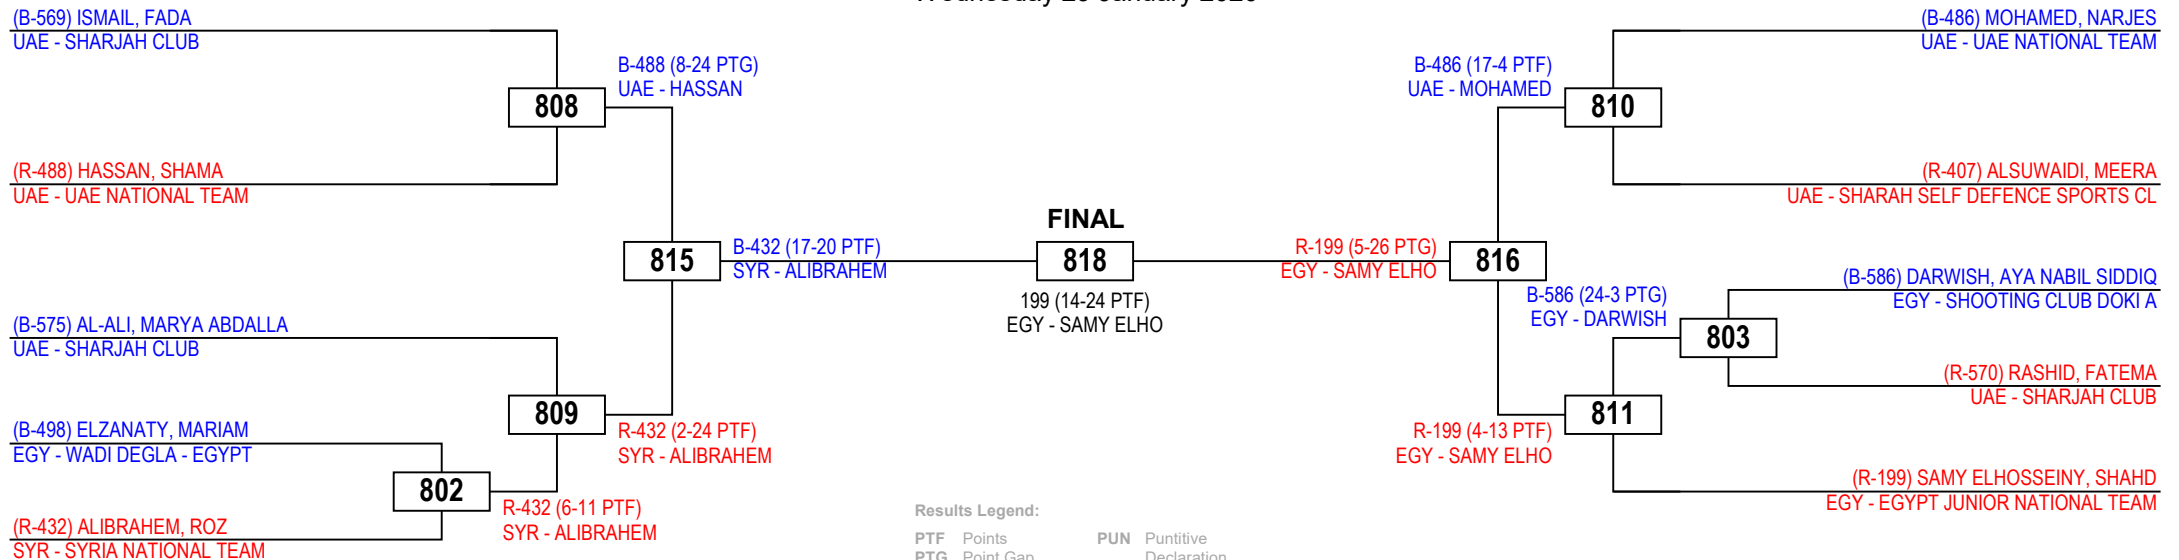 (B-569) ISMAIL, FADA
UAE - SHARJAH CLUB
B-488 (8-24 PTG)
UAE - HASSAN
808
(R-488) HASSAN, SHAMA
UAE - UAE NATIONAL TEAM
815
B-432 (17-20 PTF)
SYR - ALIBRAHEM
(B-575) AL-ALI, MARYA ABDALLA
UAE - SHARJAH CLUB
809
R-432 (2-24 PTF)
SYR - ALIBRAHEM
(B-498) ELZANATY, MARIAM
EGY - WADI DEGLA - EGYPT
802
R-432 (6-11 PTF)
SYR - ALIBRAHEM
(R-432) ALIBRAHEM, ROZ
SYR - SYRIA NATIONAL TEAM
FINAL
818
199 (14-24 PTF)
EGY - SAMY ELHO
(B-486) MOHAMED, NARJES
UAE - UAE NATIONAL TEAM
B-486 (17-4 PTF)
UAE - MOHAMED
810
(R-407) ALSUWAIDI, MEERA
UAE - SHARAH SELF DEFENCE SPORTS CL
R-199 (5-26 PTG)
EGY - SAMY ELHO
816
(B-586) DARWISH, AYA NABIL SIDDIQ
EGY - SHOOTING CLUB DOKI A
B-586 (24-3 PTG)
EGY - DARWISH
803
(R-570) RASHID, FATEMA
UAE - SHARJAH CLUB
811
R-199 (4-13 PTF)
EGY - SAMY ELHO
(R-199) SAMY ELHOSSEINY, SHAHD
EGY - EGYPT JUNIOR NATIONAL TEAM
Results Legend:
PTF Points PUN Puntitive
PTG Point Gap Declaration